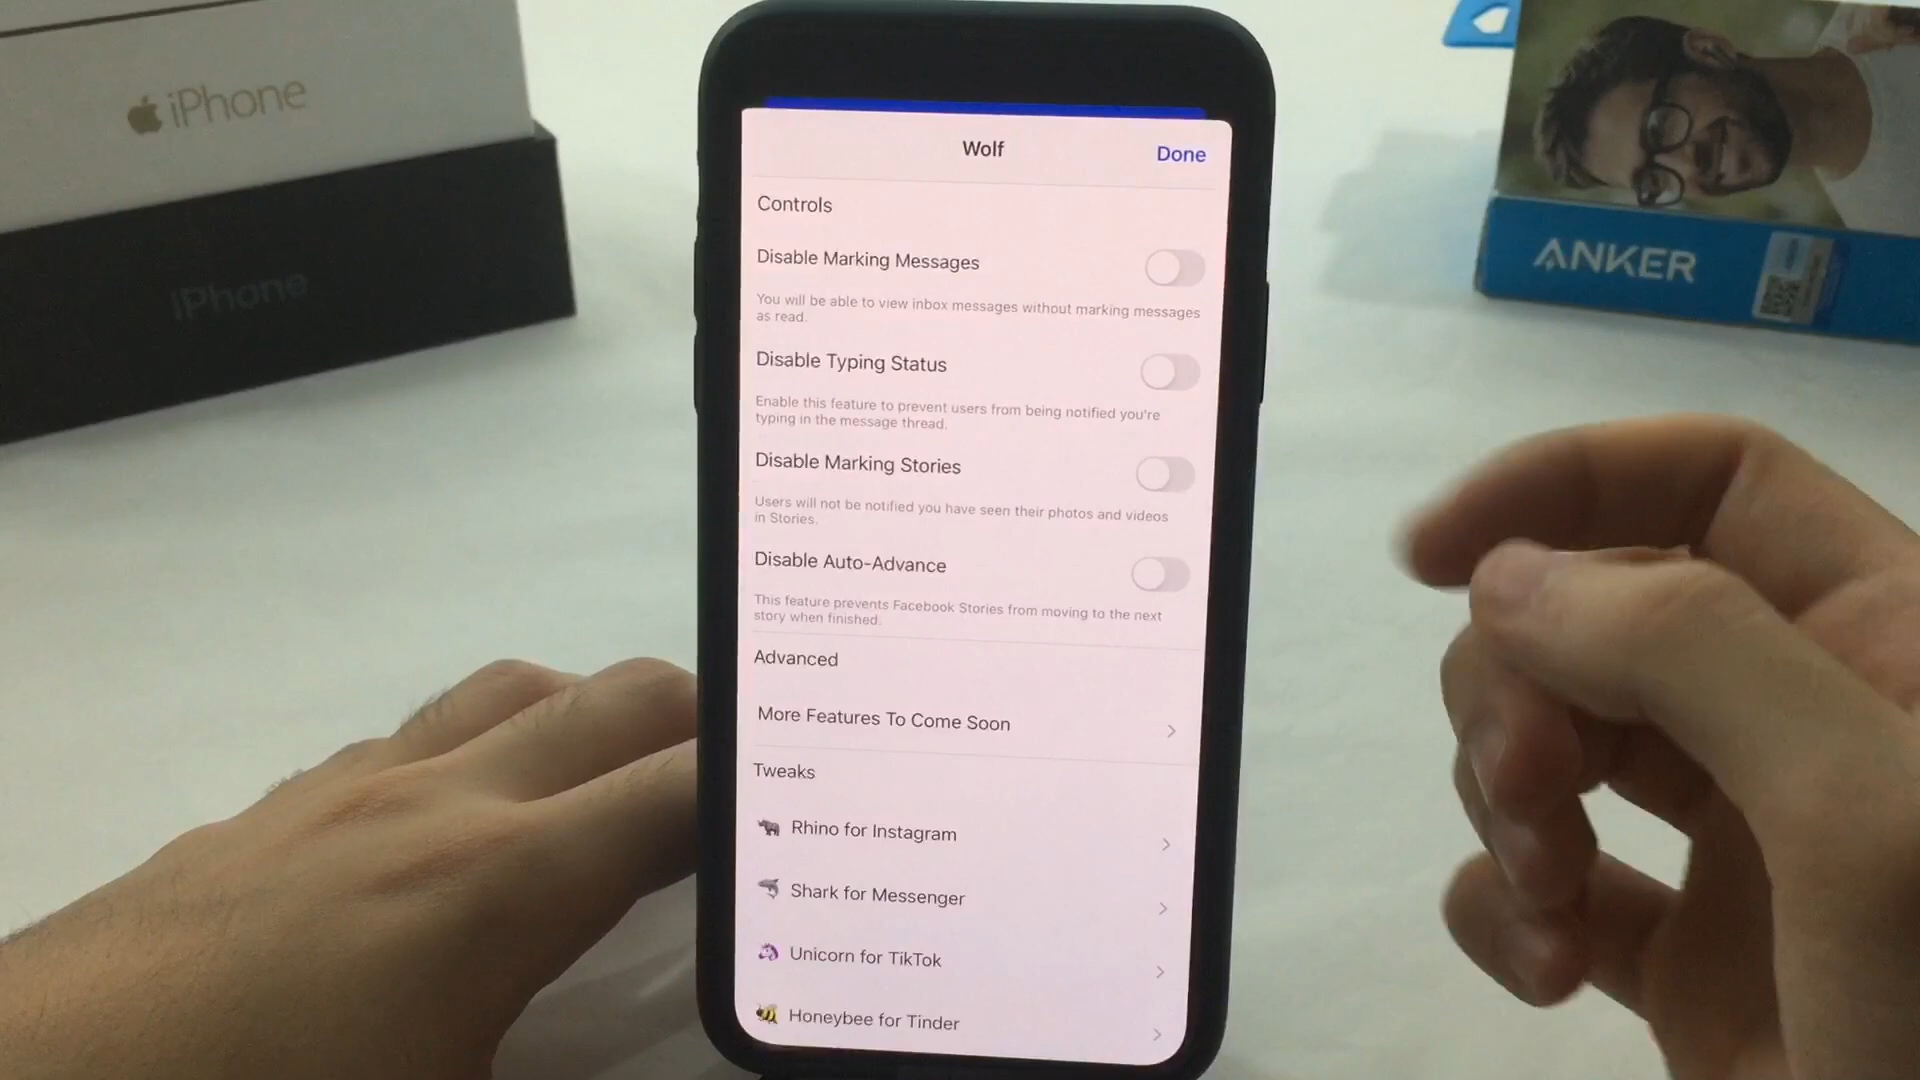 iPhone
iPhone
ANKER
Wolf
Done
Controls
Disable Marking Messages
You will be able to view inbox messages without marking messages
as read.
Disable Typing Status
Enable this feature to prevent users from being notified you're
typing in the message thread.
Disable Marking Stories
Users will not be notified you have seen their photos and videos
in Stories.
Disable Auto-Advance
This feature prevents Facebook Stories from moving to the next
story when finished.
Advanced
More Features To Come Soon
Tweaks
Rhino for Instagram
Shark for Messenger
Unicorn for TikTok
Honeybee for Tinder